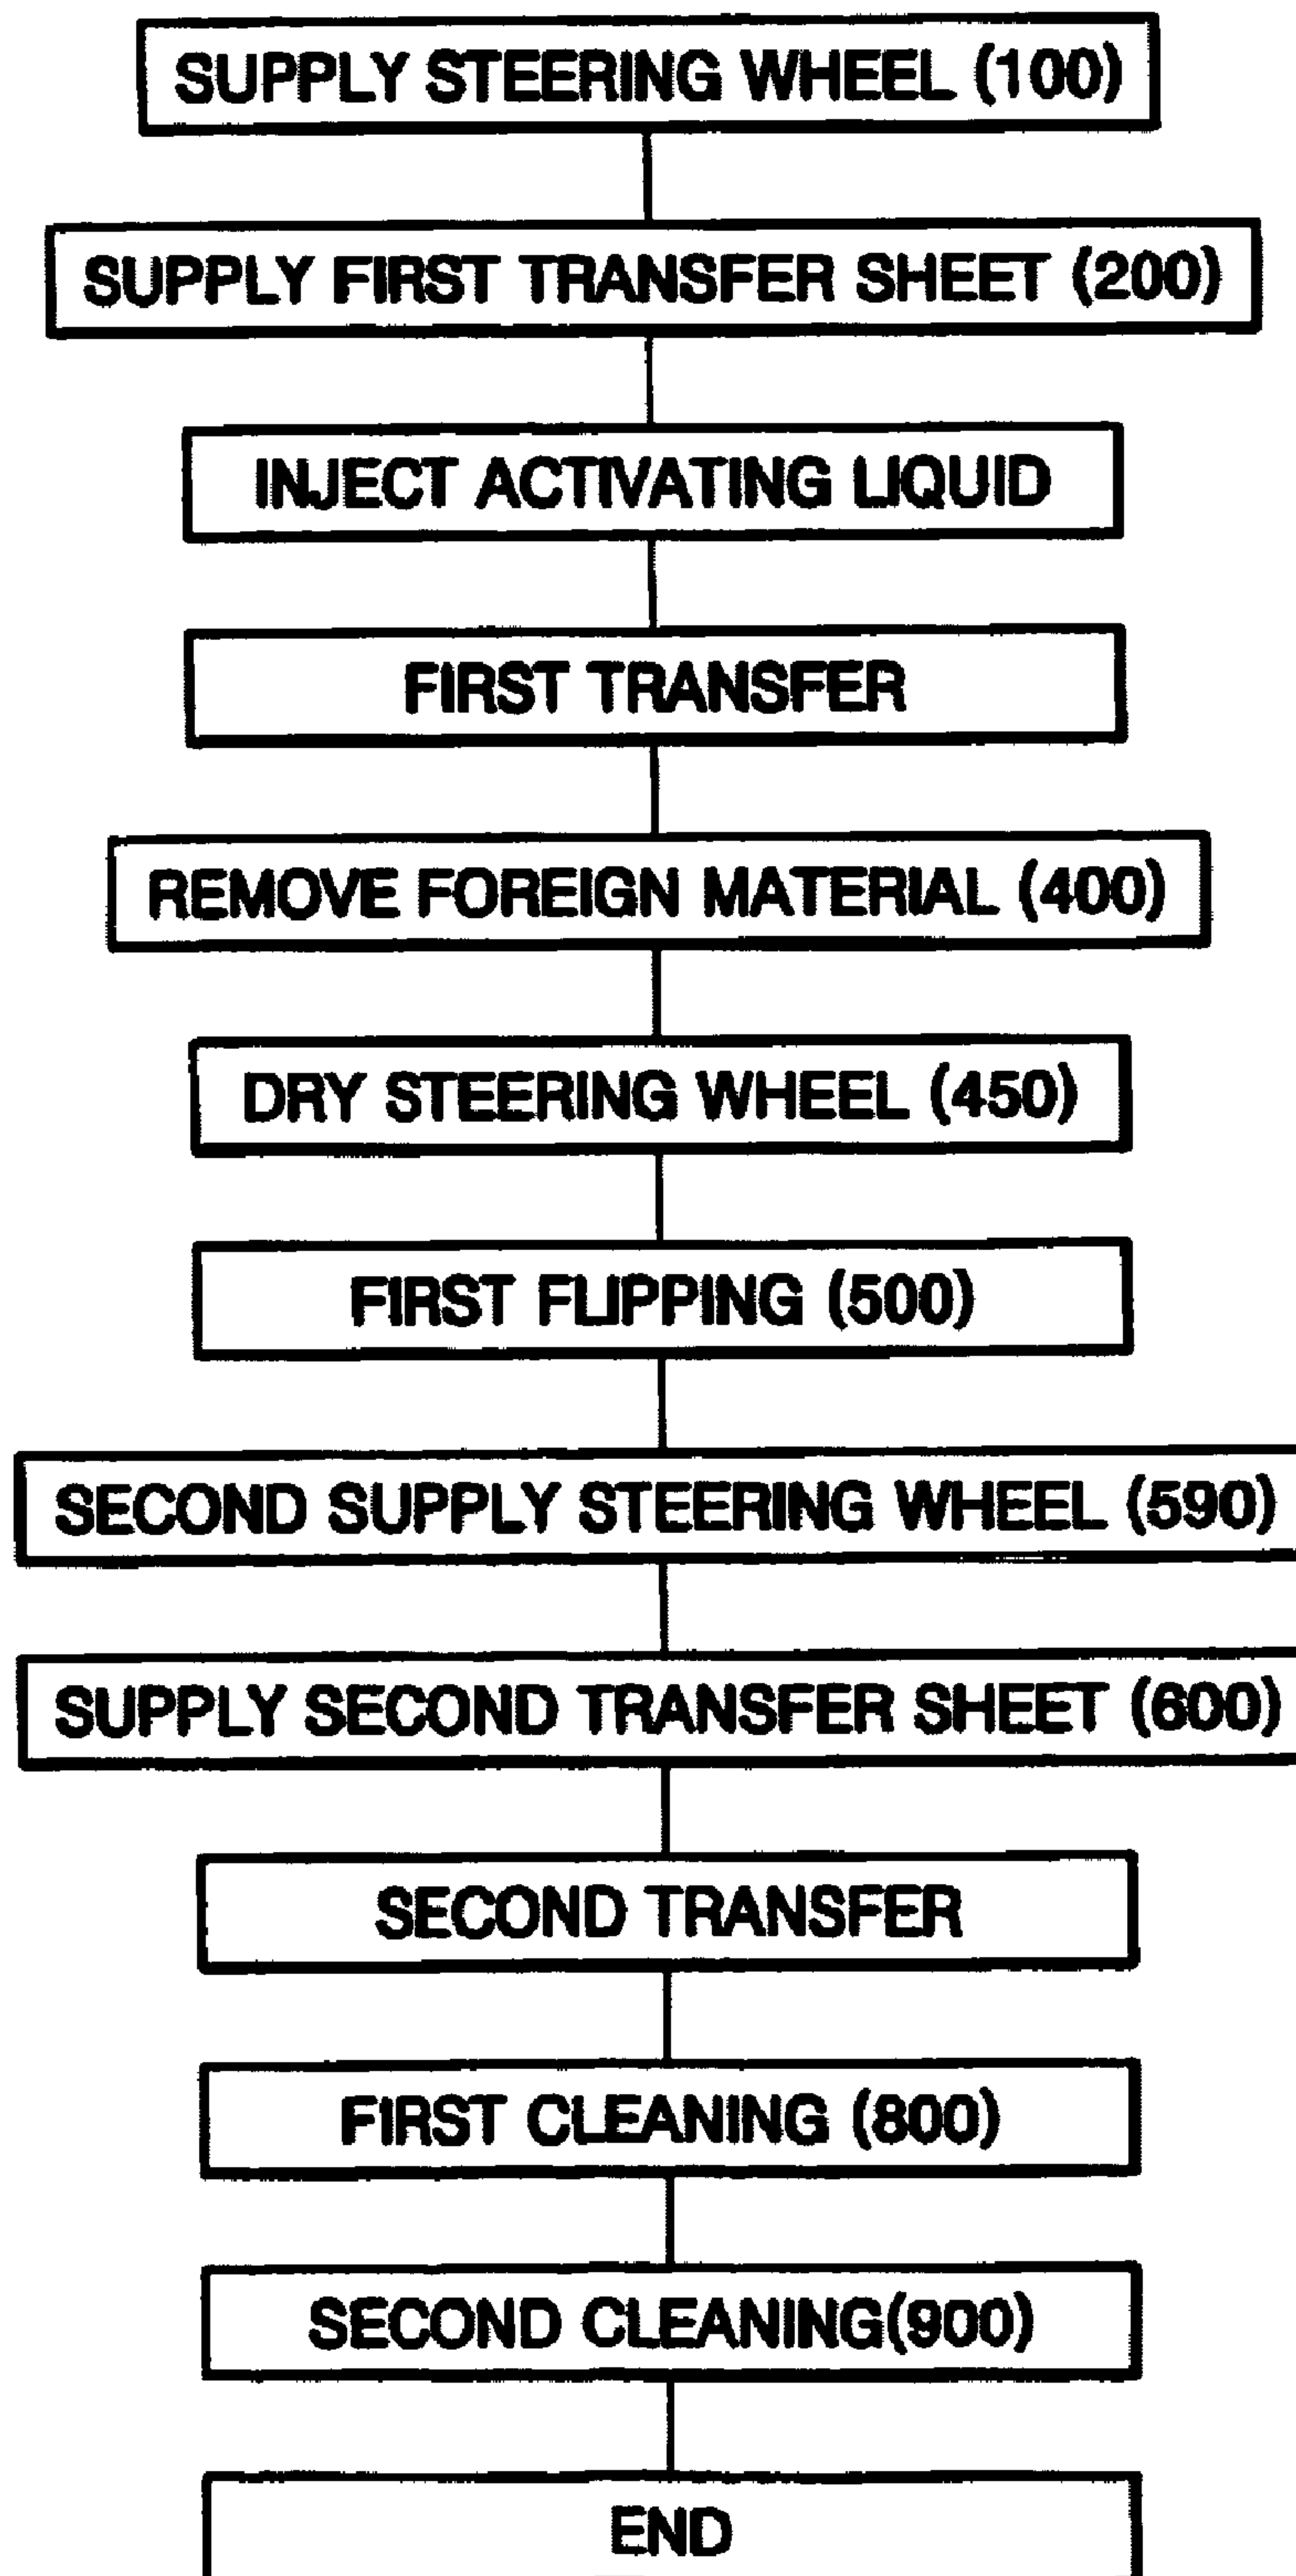 SUPPLY STEERING WHEEL (100)
SUPPLY FIRST TRANSFER SHEET (200)
INJECT ACTIVATING LIQUID
FIRST TRANSFER
REMOVE FOREIGN MATERIAL (400)
DRY STEERING WHEEL (450)
FIRST FLIPPING (500)
SECOND SUPPLY STEERING WHEEL (590)
SUPPLY SECOND TRANSFER SHEET (600)
SECOND TRANSFER
FIRST CLEANING (800)
SECOND CLEANING(900)
END